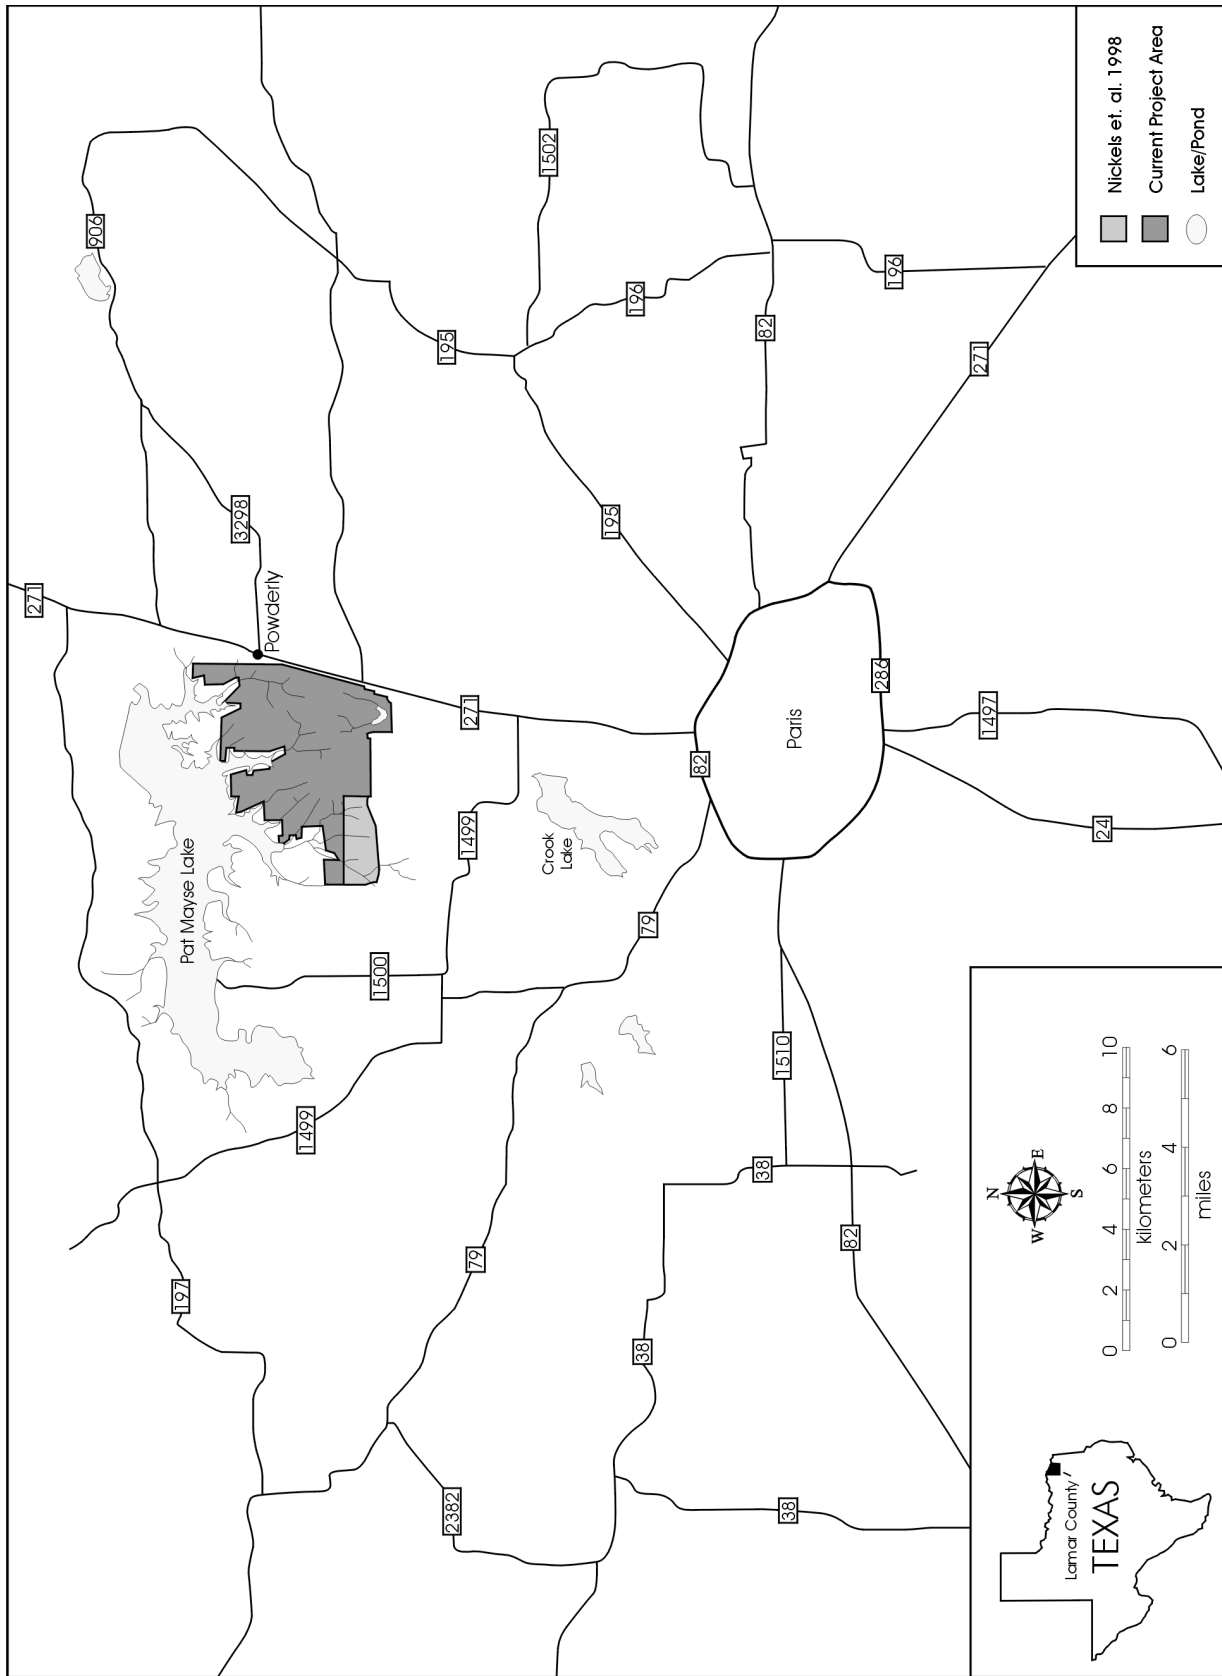 271
906
197
Pat Mayse Lake
3298
Powderly
1499
1500
195
2382
1499
271
79
1502
Crook
Lake
195
196
38
79
82
38
82
1510
38
Paris
82
286
196
271
1497
24
Lamar County
TEXAS
N
W E
S
0 2 4 6 8 10
kilometers
0 2 4 6
miles
Nickels et. al. 1998
Current Project Area
Lake/Pond